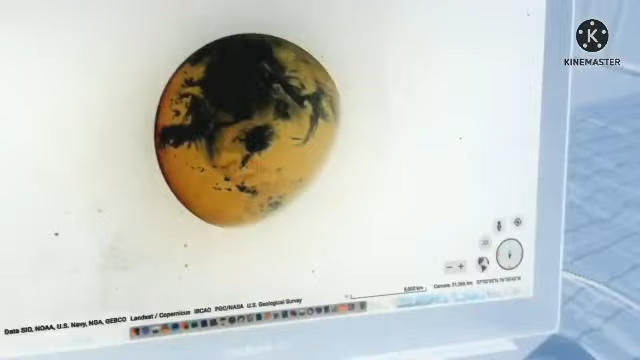 K
KINEMASTER
Data SIO, NOAA, U.S. Navy, NGA, GEBCO Landsat / Copernicus IBCAO PGC/NASA U.S. Geological Survey